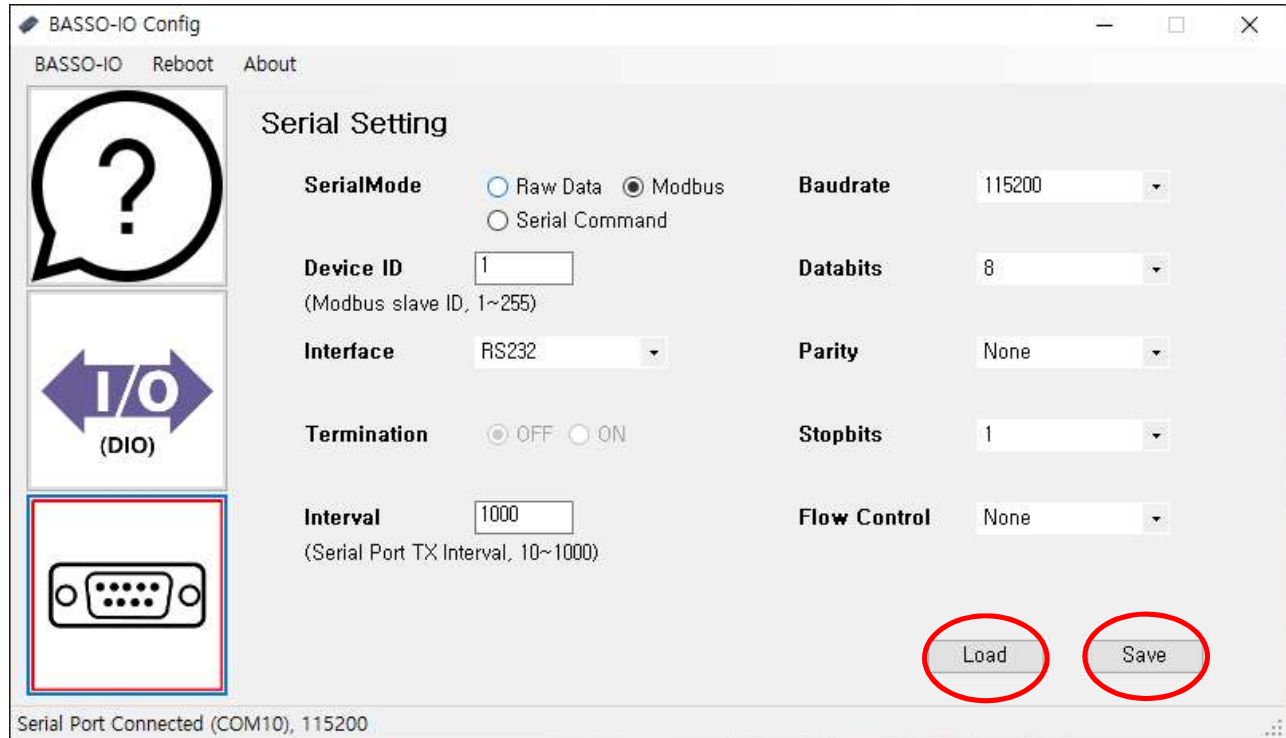 BASSO-IO Config
BASSO-IO Reboot About
?
Serial Setting
SerialMode Raw Data Modbus
Serial Command
Baudrate 115200
Device ID 1
(Modbus slave ID, 1~255)
Databits 8
Interface RS232
Parity None
I/O
(DIO)
Termination OFF ON
Stopbits 1
Interval 1000
(Serial Port TX Interval, 10~1000)
Flow Control None
Load Save
Serial Port Connected (COM10), 115200